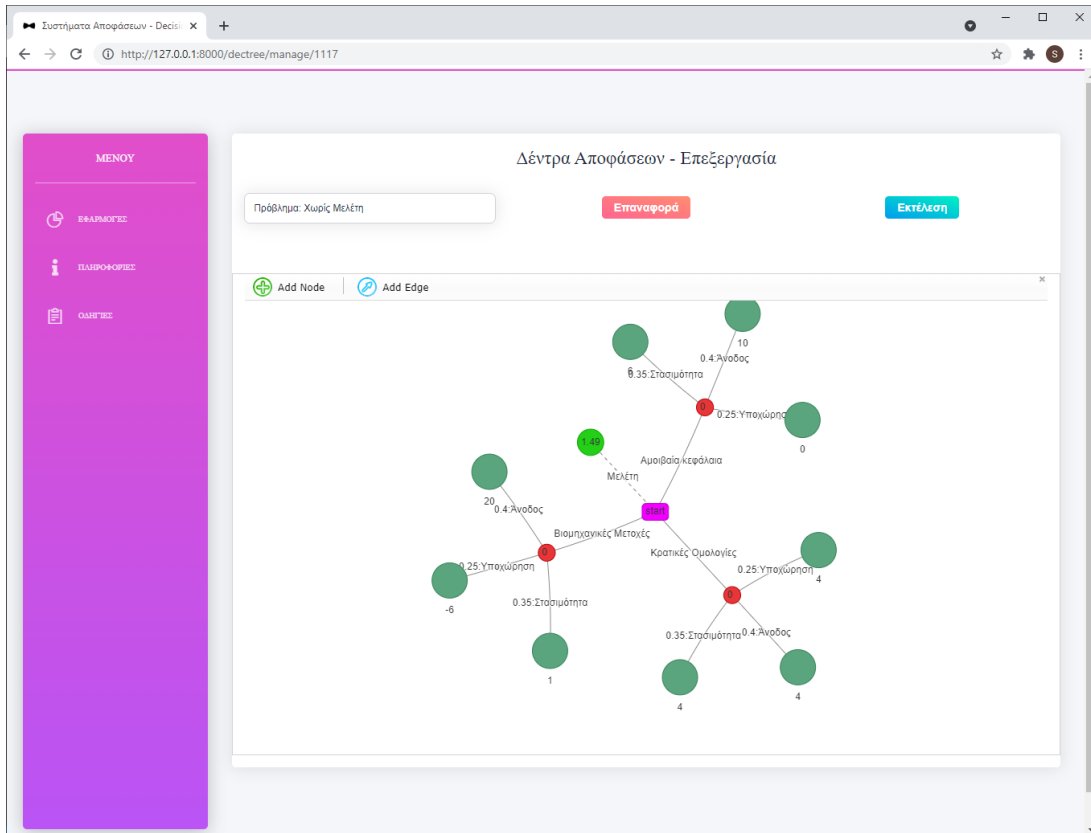 Συστήματα Αποφάσεων - Decisi
http://127.0.0.1:8000/dectree/manage/1117
S
ΜΕΝΟΥ
ΕΦΑΡΜΟΓΕΣ
ΠΛΗΡΟΦΟΡΙΕΣ
ΟΔΗΓΙΕΣ
Δέντρα Αποφάσεων - Επεξεργασία
Πρόβλημα: Χωρίς Μελέτη
Επαναφορά
Εκτέλεση
Add Node
Add Edge
10
6
0.4:Άνοδος
0.35:Στασιμότητα
0
0.25:Υποχώρηση
0
1.49
Αμοιβαία κεφάλαια
Μελέτη
20
0.4:Άνοδος
start
Βιομηχανικές Μετοχές
0
Κρατικές Ομολογίες
0.25:Υποχώρηση
-6
0.25:Υποχώρηση
4
0.35:Στασιμότητα
0
0.35:Στασιμότητα
0.4:Άνοδος
1
4
4